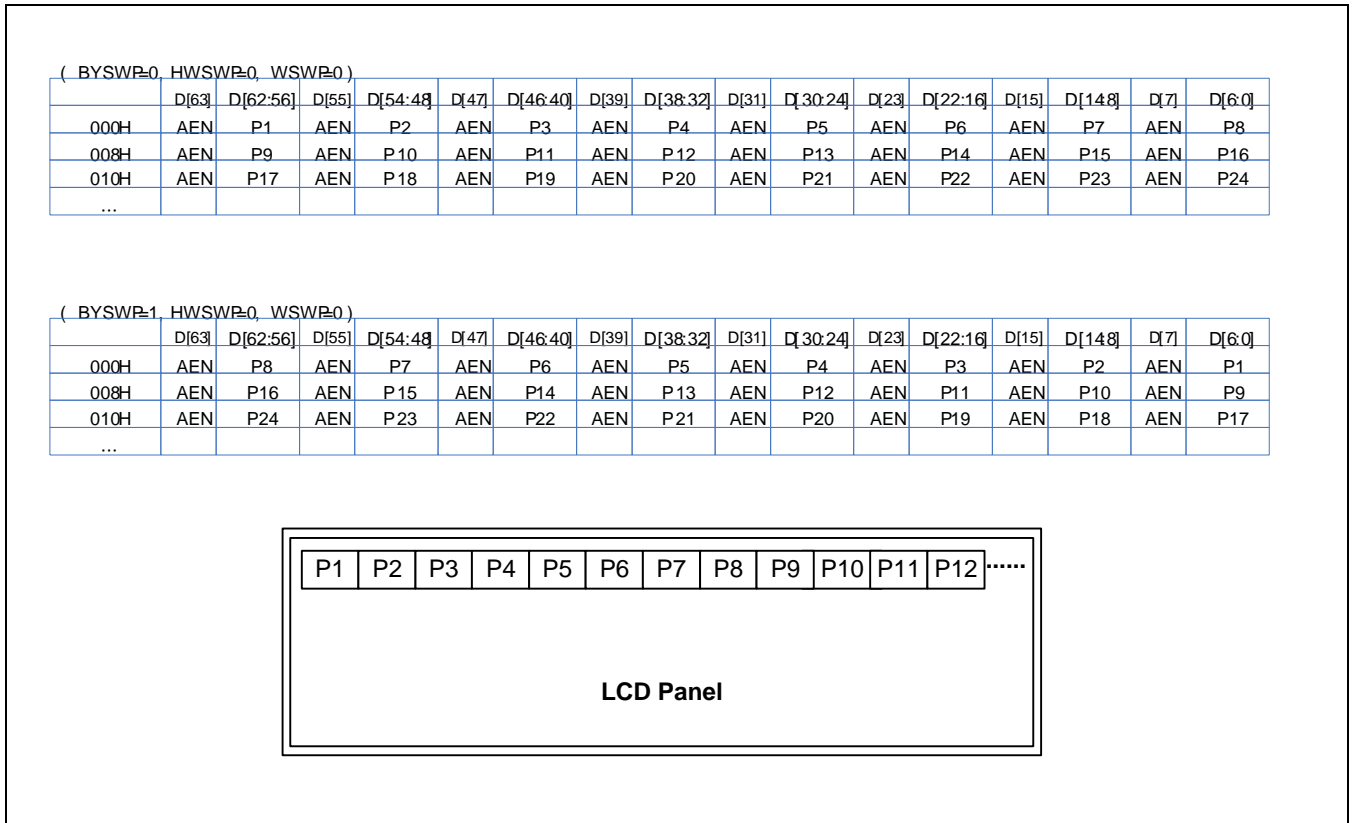 ( BYSWP=0, HWSWP=0, WSWP=0 )
D[63] D[62:56] D[55] D[54:48] D[47] D[46:40] D[39] D[38:32] D[31] D[30:24] D[23] D[22:16] D[15] D[14:8] D[7] D[6:0]
000H AEN P1 AEN P2 AEN P3 AEN P4 AEN P5 AEN P6 AEN P7 AEN P8
008H AEN P9 AEN P10 AEN P11 AEN P12 AEN P13 AEN P14 AEN P15 AEN P16
010H AEN P17 AEN P18 AEN P19 AEN P20 AEN P21 AEN P22 AEN P23 AEN P24
...
( BYSWP=1, HWSWP=0, WSWP=0 )
D[63] D[62:56] D[55] D[54:48] D[47] D[46:40] D[39] D[38:32] D[31] D[30:24] D[23] D[22:16] D[15] D[14:8] D[7] D[6:0]
000H AEN P8 AEN P7 AEN P6 AEN P5 AEN P4 AEN P3 AEN P2 AEN P1
008H AEN P16 AEN P15 AEN P14 AEN P13 AEN P12 AEN P11 AEN P10 AEN P9
010H AEN P24 AEN P23 AEN P22 AEN P21 AEN P20 AEN P19 AEN P18 AEN P17
...
P1 P2 P3 P4 P5 P6 P7 P8 P9 P10 P11 P12 ......
LCD Panel